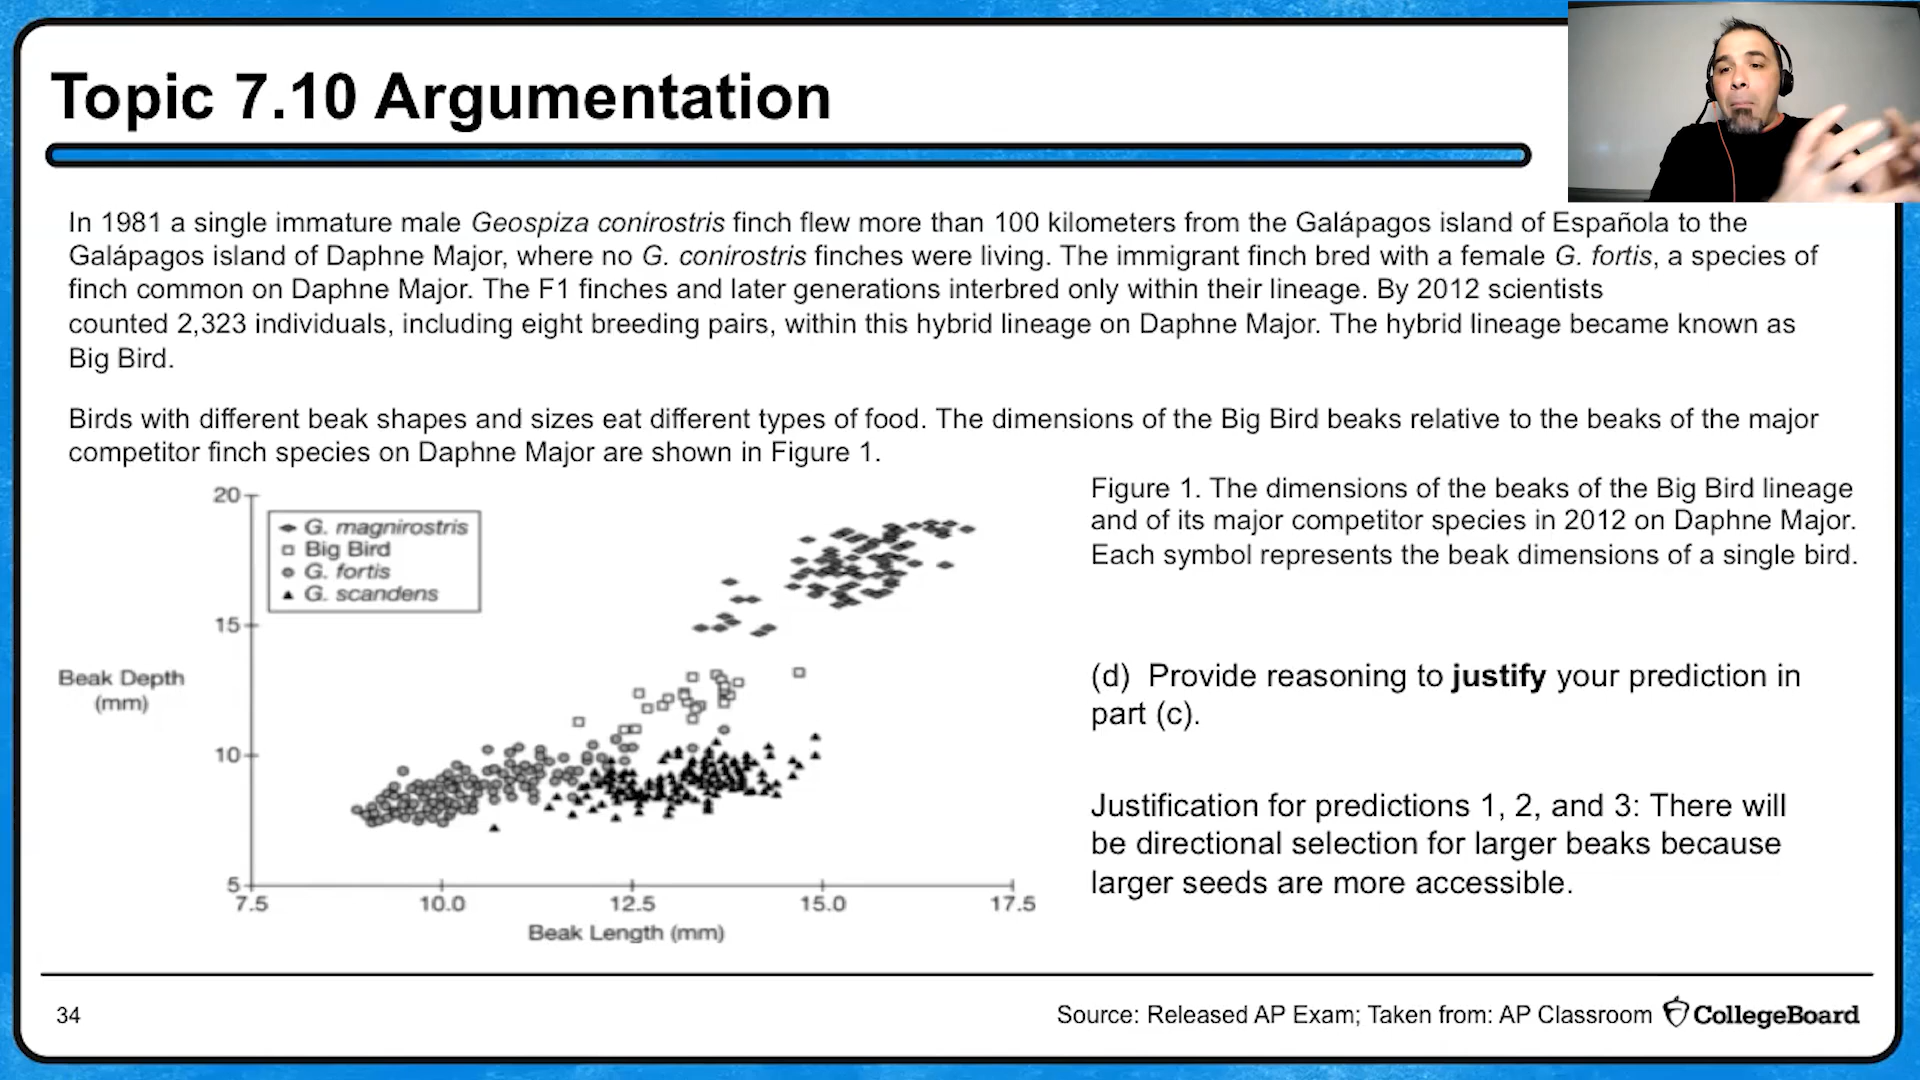 Topic 7.10 Argumentation
In 1981 a single immature male Geospiza conirostris finch flew more than 100 kilometers from the Galápagos island of Española to the
Galápagos island of Daphne Major, where no G. conirostris finches were living. The immigrant finch bred with a female G. fortis, a species of
finch common on Daphne Major. The F1 finches and later generations interbred only within their lineage. By 2012 scientists
counted 2,323 individuals, including eight breeding pairs, within this hybrid lineage on Daphne Major. The hybrid lineage became known as
Big Bird.
Birds with different beak shapes and sizes eat different types of food. The dimensions of the Big Bird beaks relative to the beaks of the major
competitor finch species on Daphne Major are shown in Figure 1.
20
G. magnirostris
Big Bird
G. fortis
G. scandens
15
Beak Depth
(mm)
10
5
7.5 10.0 12.5 15.0 17.5
Beak Length (mm)
Figure 1. The dimensions of the beaks of the Big Bird lineage
and of its major competitor species in 2012 on Daphne Major.
Each symbol represents the beak dimensions of a single bird.
(d) Provide reasoning to justify your prediction in
part (c).
Justification for predictions 1, 2, and 3: There will
be directional selection for larger beaks because
larger seeds are more accessible.
34
Source: Released AP Exam; Taken from: AP Classroom
CollegeBoard